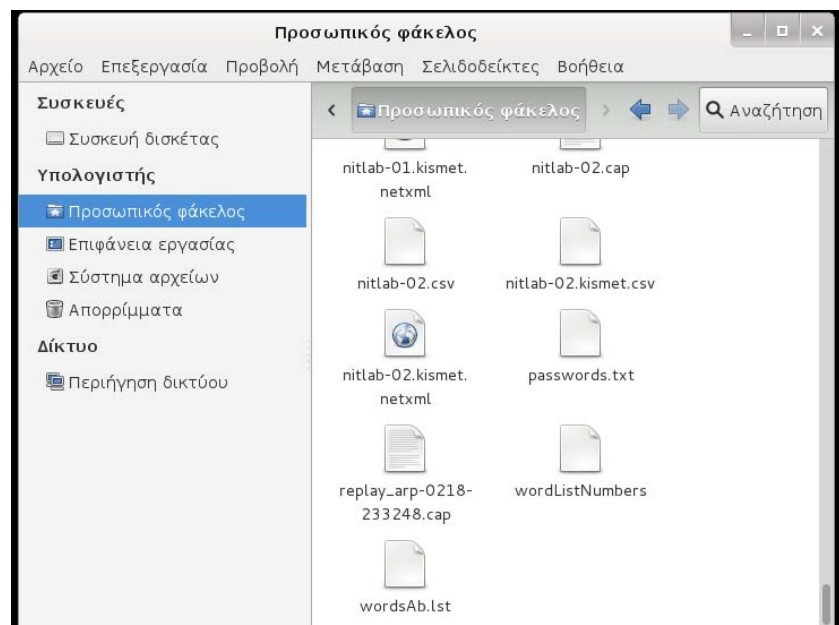 Προσωπικός φάκελος
Αρχείο Επεξεργασία Προβολή Μετάβαση Σελιδοδείκτες Βοήθεια
Συσκευές
Συσκευή δισκέτας
Υπολογιστής
Προσωπικός φάκελος
Επιφάνεια εργασίας
Σύστημα αρχείων
Απορρίμματα
Δίκτυο
Περιήγηση δικτύου
Προσωπικός φάκελος
Αναζήτηση
nitlab-01.kismet.
netxml
nitlab-02.cap
nitlab-02.csv
nitlab-02.kismet.csv
nitlab-02.kismet.
netxml
passwords.txt
replay_arp-0218-
233248.cap
wordListNumbers
wordsAb.lst